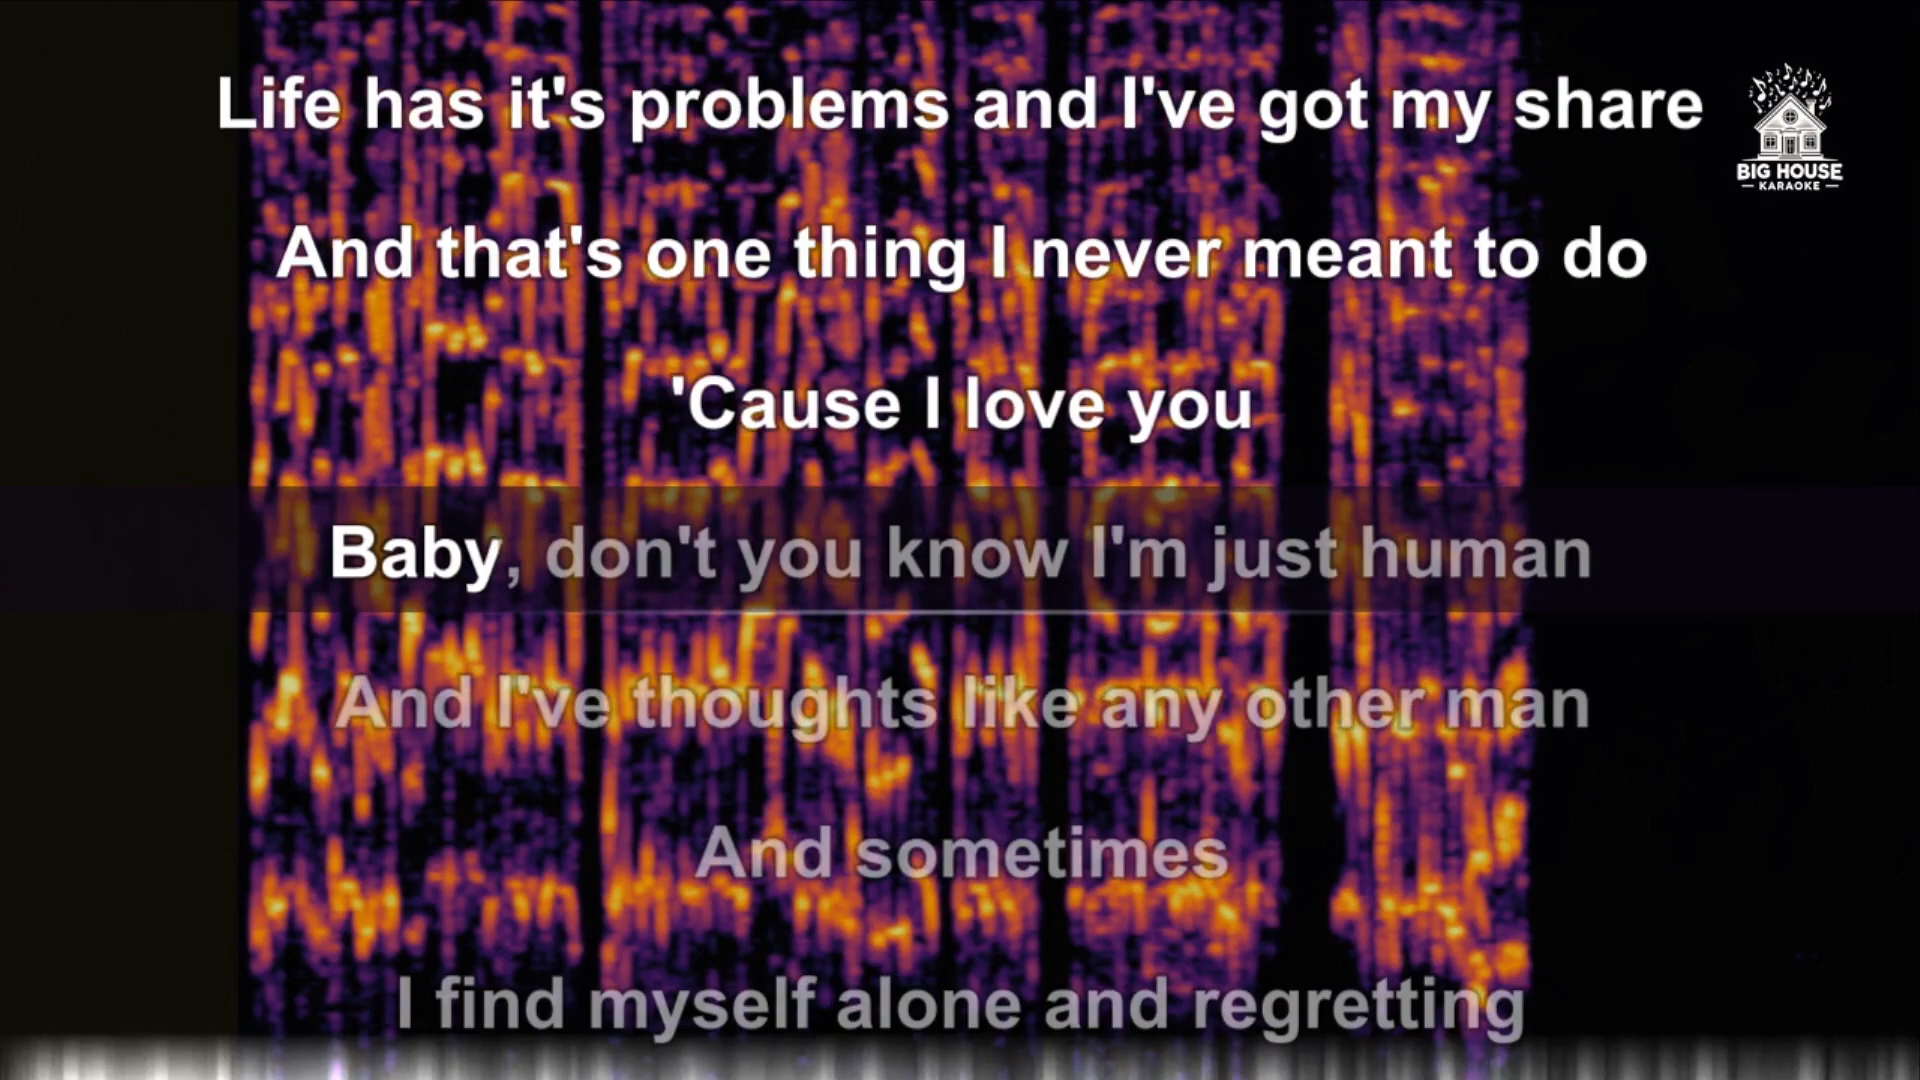 Life has it's problems and I've got my share
And that's one thing I never meant to do
'Cause I love you
Baby, don't you know I'm just human
And I've thoughts like any other man
And sometimes
I find myself alone and regretting
BIG HOUSE
KARAOKE